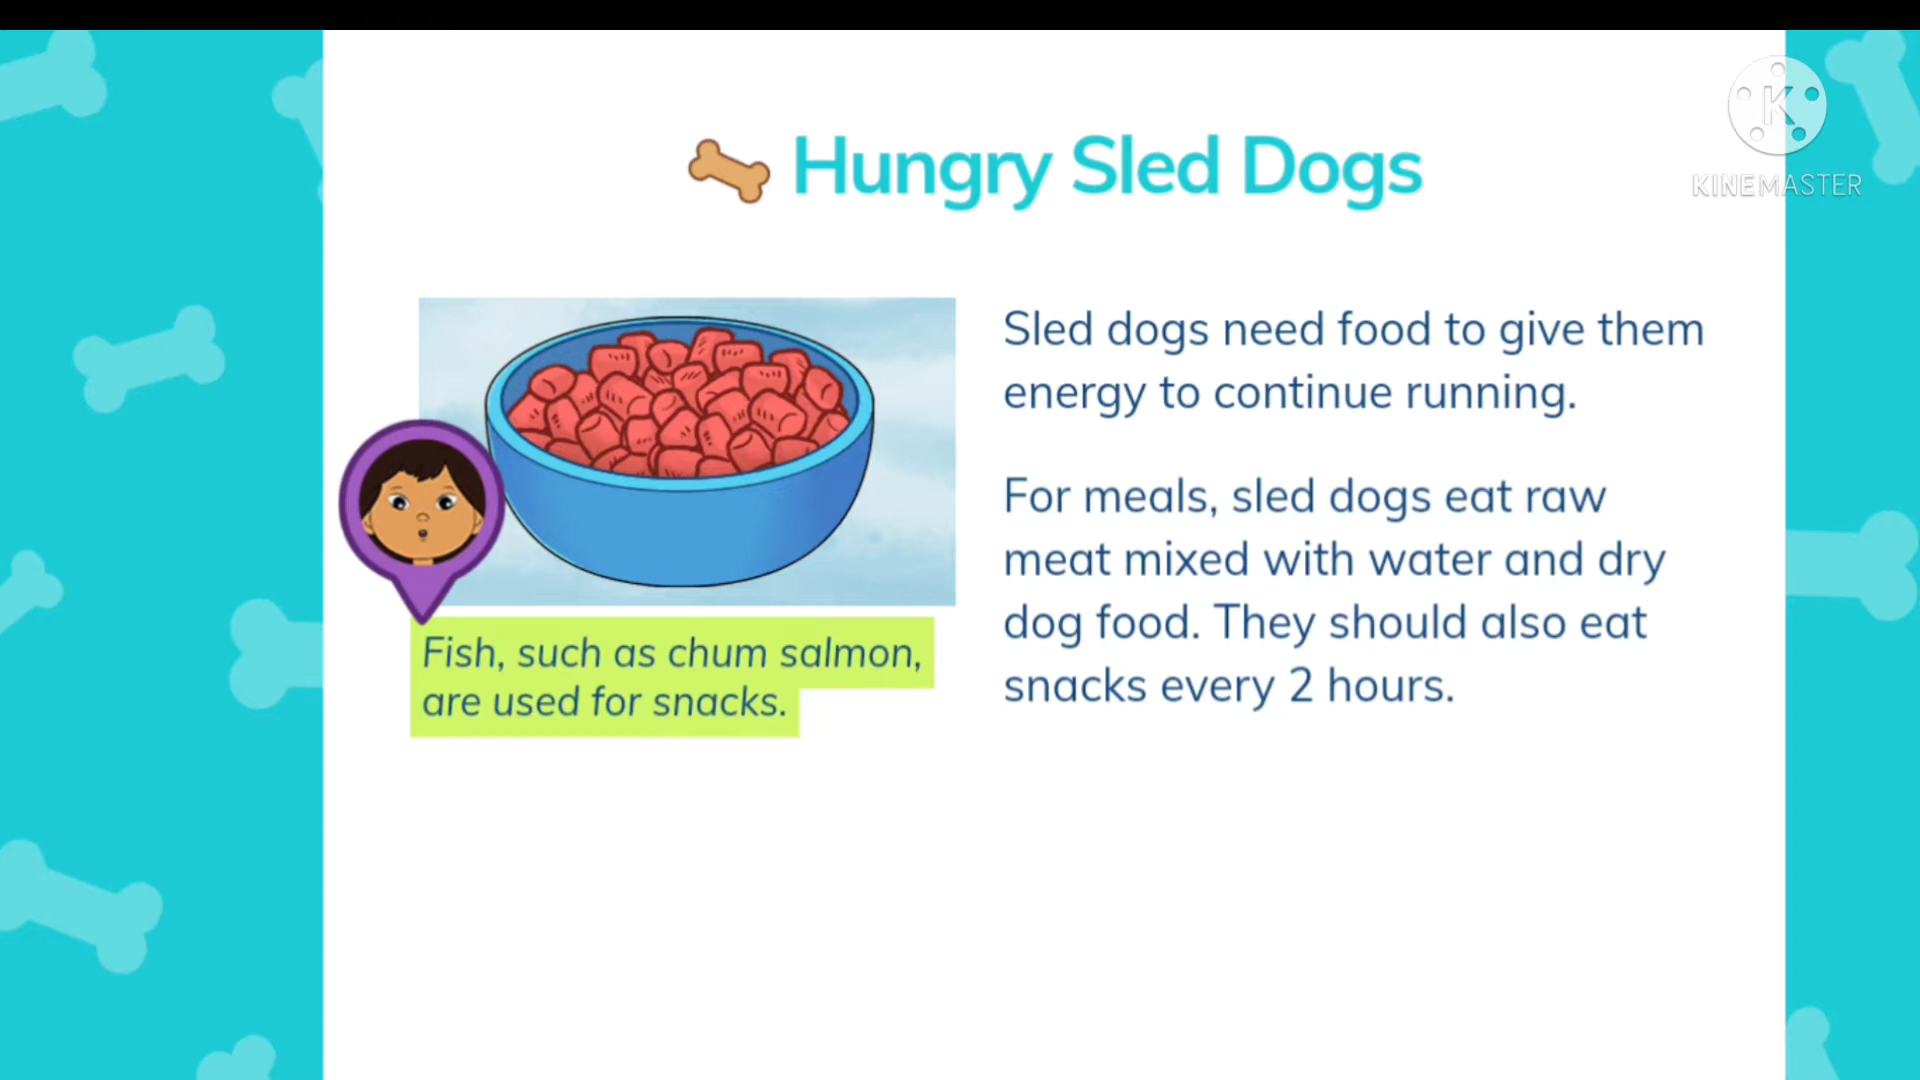 Hungry Sled Dogs
K
KINEMASTER
Sled dogs need food to give them
energy to continue running.
For meals, sled dogs eat raw
meat mixed with water and dry
dog food. They should also eat
snacks every 2 hours.
Fish, such as chum salmon,
are used for snacks.